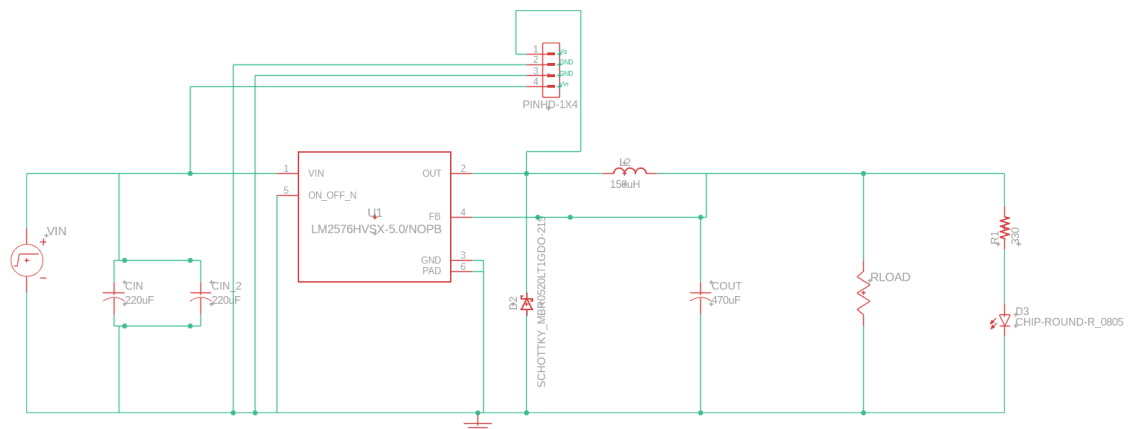 1
Vo
2
GND
3
GND
4
Vin
PINHD-1X4
1
VIN
OUT
2
L2
150uH
5
ON_OFF_N
U1
FB
4
LM2576HVSX-5.0/NOPB
GND
3
PAD
6
VIN
+
−
CIN
220uF
CIN_2
220uF
D2
SCHOTTKY_MBR0520LT1GDO-219
COUT
470uF
RLOAD
R1
330
D3
CHIP-ROUND-R_0805